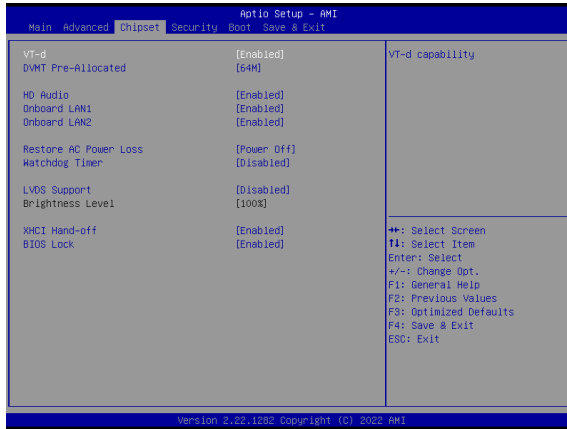 Aptio Setup - AMI
Main Advanced Chipset Security Boot Save & Exit
VT-d [Enabled]
DVMT Pre-Allocated [64M]
HD Audio [Enabled]
Onboard LAN1 [Enabled]
Onboard LAN2 [Enabled]
Restore AC Power Loss [Power Off]
Watchdog Timer [Disabled]
LVDS Support [Disabled]
Brightness Level [100%]
XHCI Hand-off [Enabled]
BIOS Lock [Enabled]
VT-d capability
→←: Select Screen
↑↓: Select Item
Enter: Select
+/-: Change Opt.
F1: General Help
F2: Previous Values
F3: Optimized Defaults
F4: Save & Exit
ESC: Exit
Version 2.22.1282 Copyright (C) 2022 AMI